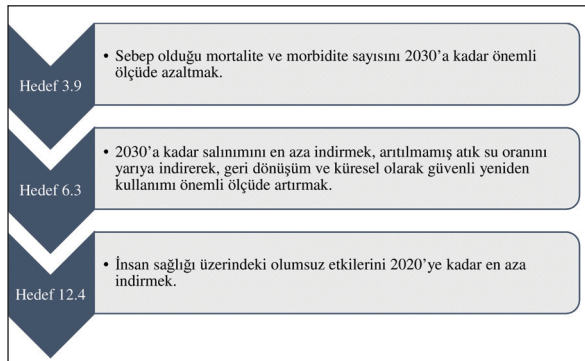 Hedef 3.9
• Sebep olduğu mortalite ve morbidite sayısını 2030’a kadar önemli
ölçüde azaltmak.
Hedef 6.3
• 2030’a kadar salınımını en aza indirmek, arıtılmamış atık su oranını
yarıya indirerek, geri dönüşüm ve küresel olarak güvenli yeniden
kullanımı önemli ölçüde artırmak.
Hedef 12.4
• İnsan sağlığı üzerindeki olumsuz etkilerini 2020’ye kadar en aza
indirmek.